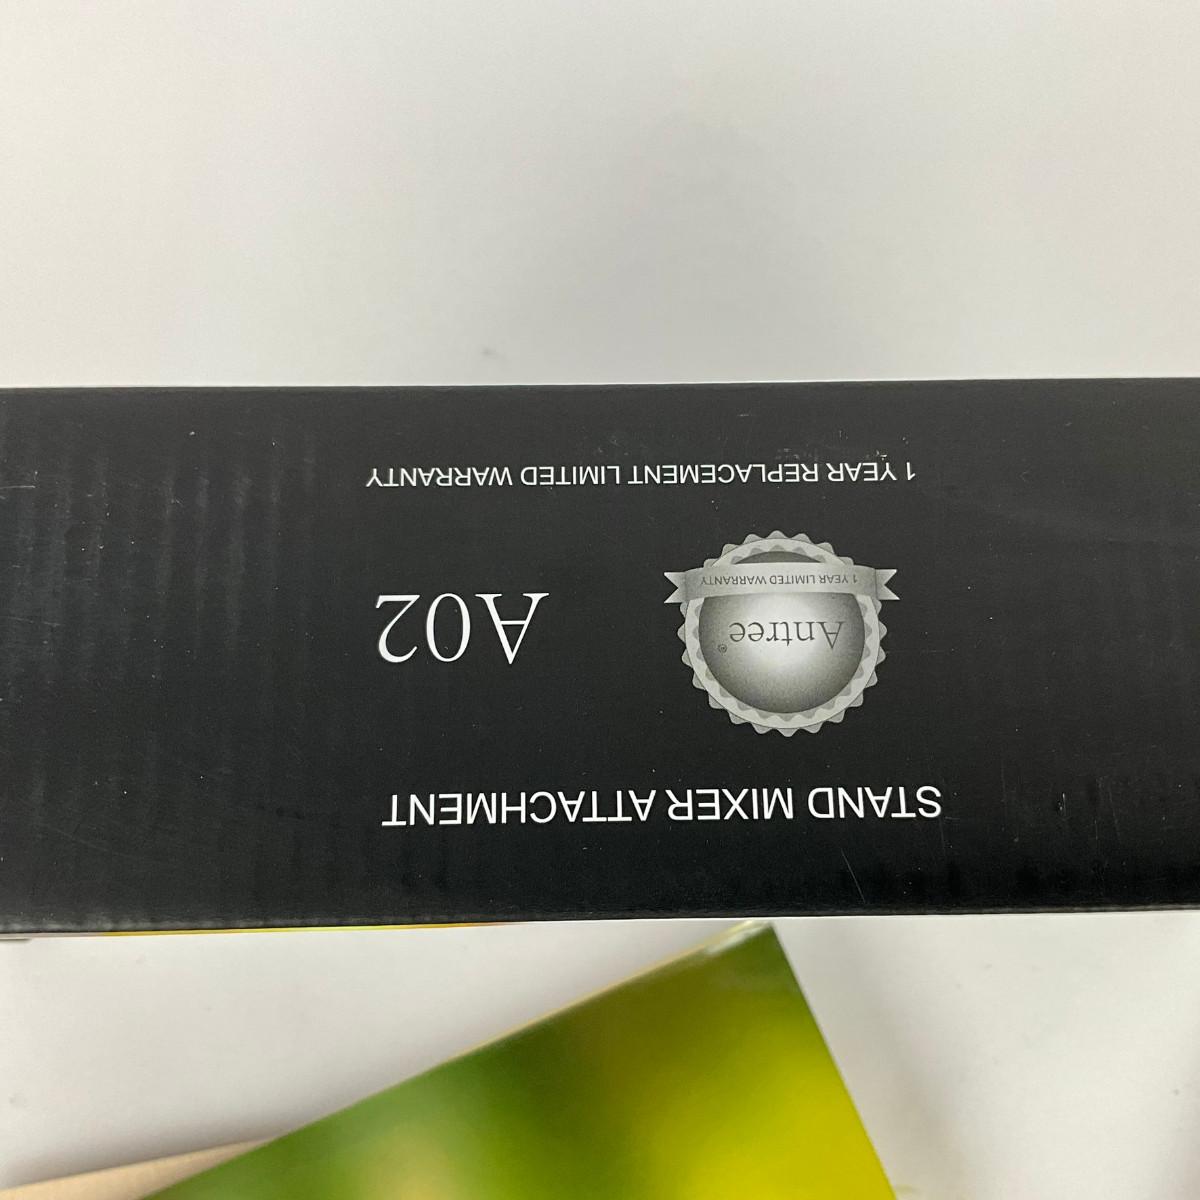 STAND MIXER ATTACHMENT
Antree®
1 YEAR LIMITED WARRANTY
A02
1 YEAR REPLACEMENT LIMITED WARRANTY